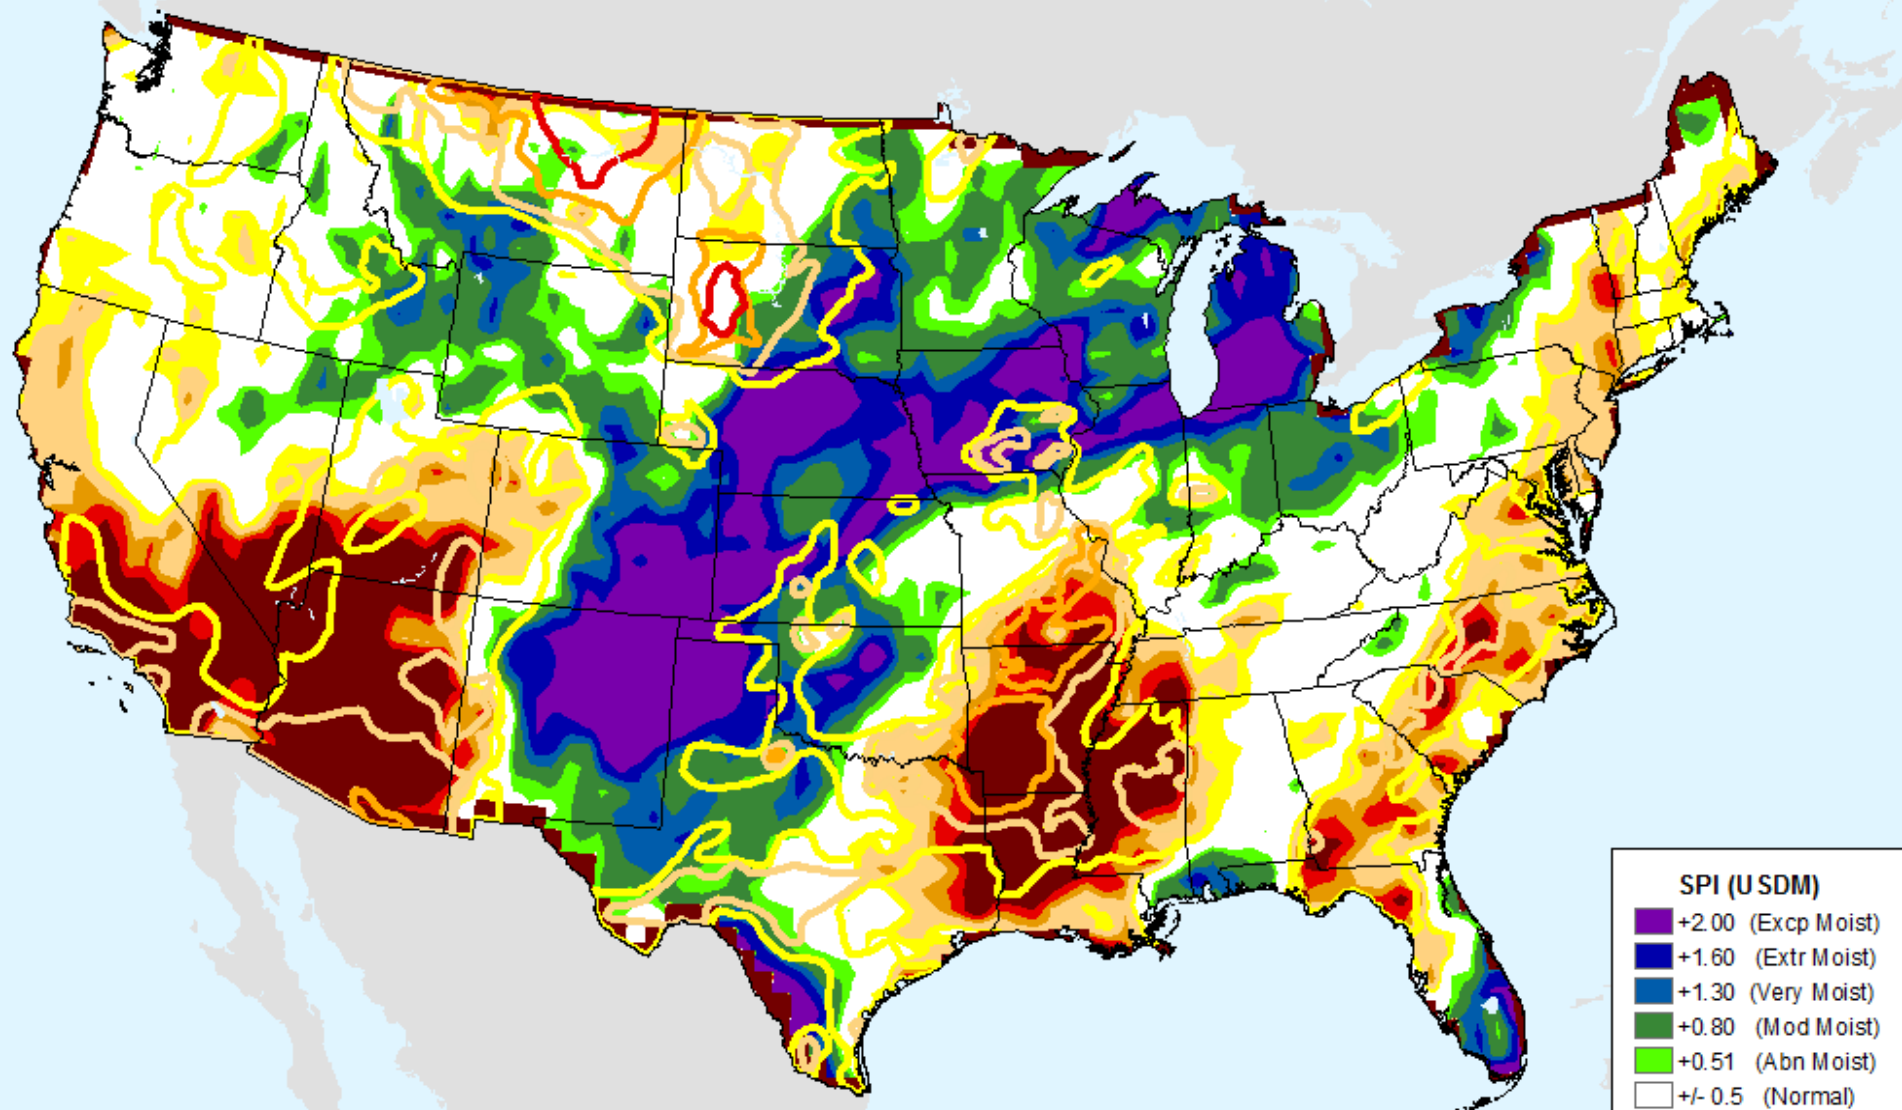 SPI (USDM)
+2.00 (Excp Moist)
+1.60 (Extr Moist)
+1.30 (Very Moist)
+0.80 (Mod Moist)
+0.51 (Abn Moist)
+/- 0.5 (Normal)